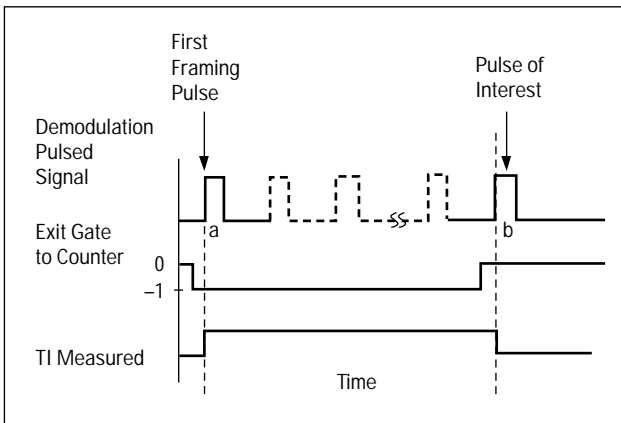 First
Framing
Pulse
Pulse of
Interest
Demodulation
Pulsed
Signal
a
b
Exit Gate
to Counter
0
–1
TI Measured
Time